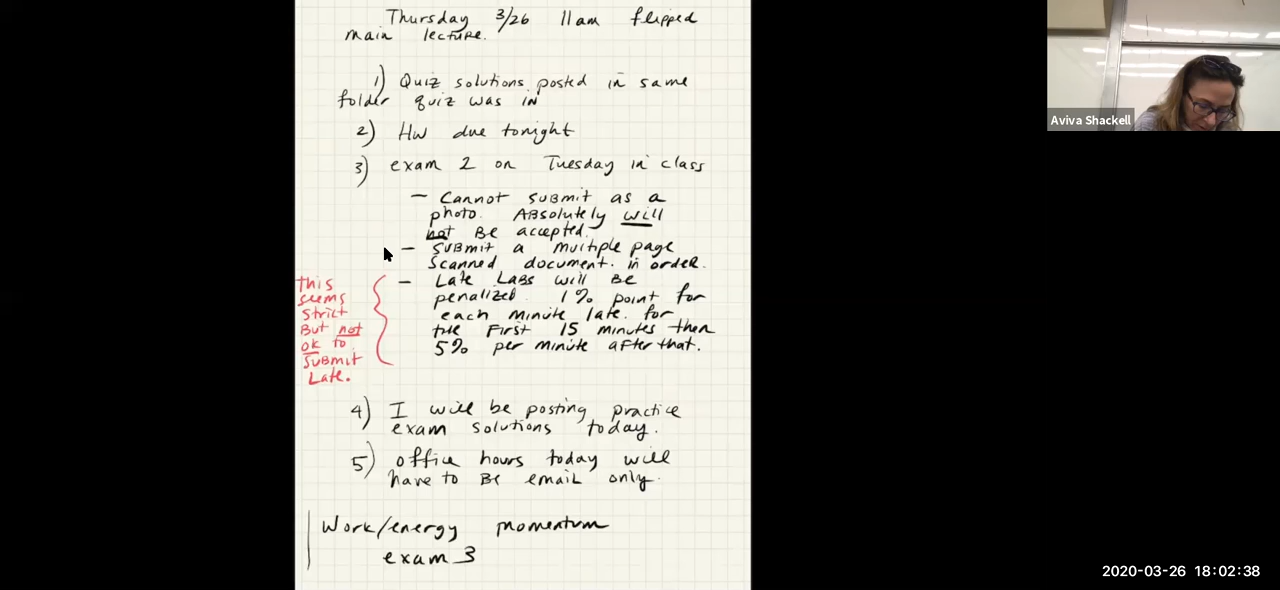 Thursday 3/26 11am flipped
main lecture.
1) Quiz solutions posted in same
folder quiz was in
2) HW due tonight
3) exam 2 on Tuesday in class
- Cannot submit as a
photo. Absolutely will
not Be accepted.
- Submit a multiple page
scanned document. in order.
- Late Labs will Be
penalized. 1% point for
each minute late. for
the First 15 minutes then
5% per minute after that.
this
seems
strict
But not
ok to
Submit
Late.
4) I will be posting practice
exam solutions today.
5) office hours today will
have to Be email only.
Work/energy momentum
exam 3
Aviva Shackell
2020-03-26 18:02:38